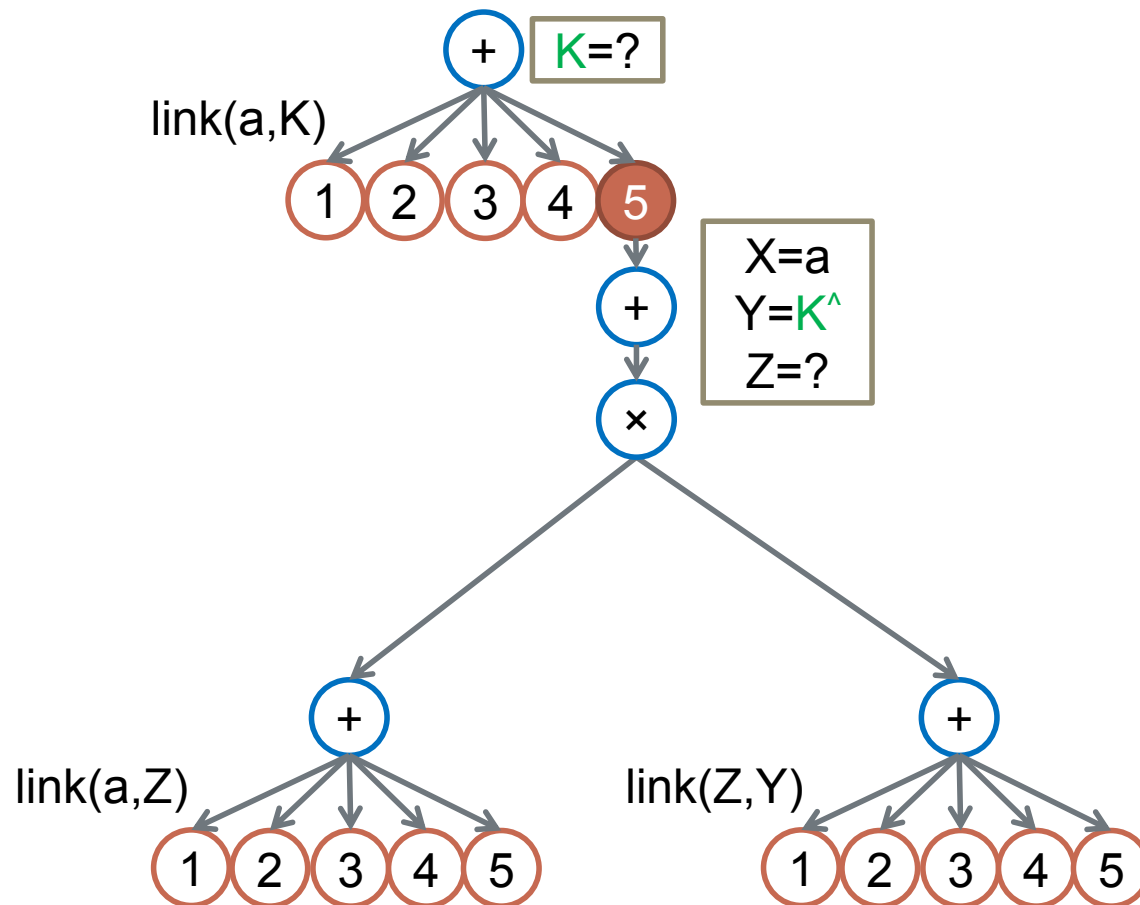 +
K=?
link(a,K)
1 2 3 4 5
+
X=a
Y=K^
Z=?
×
+
link(a,Z)
1 2 3 4 5
+
link(Z,Y)
1 2 3 4 5